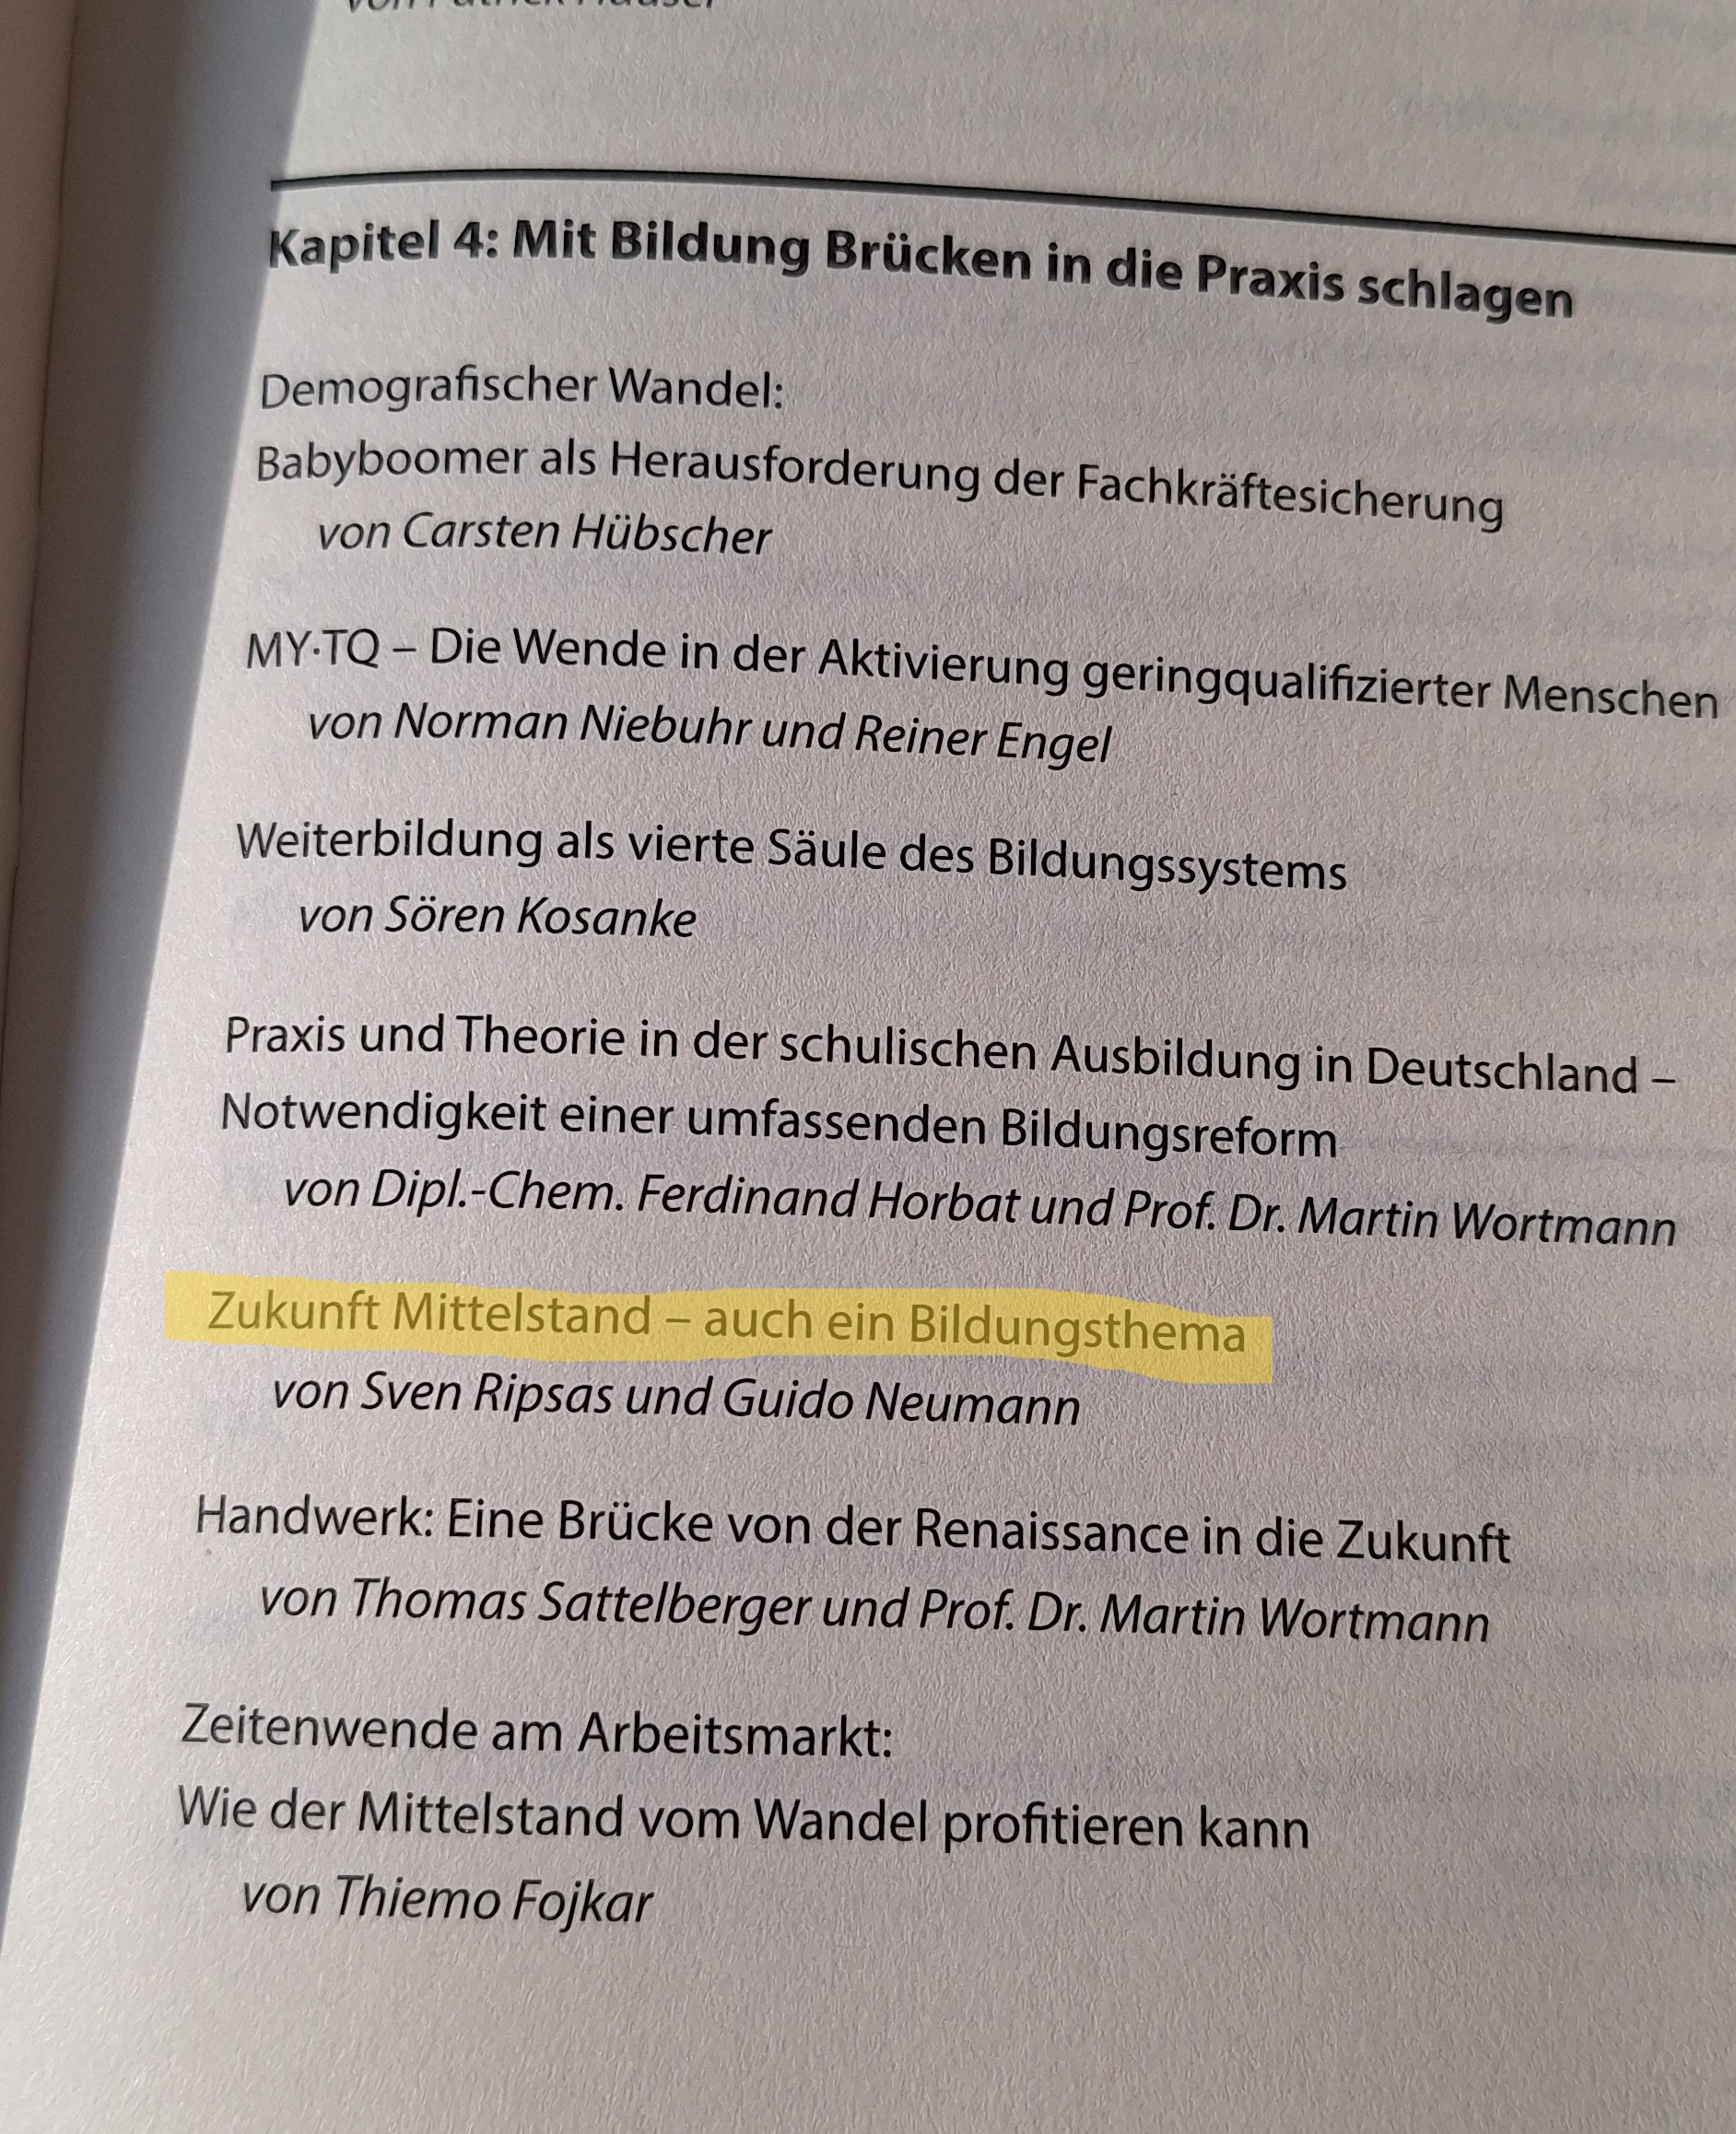 Kapitel 4: Mit Bildung Brücken in die Praxis schlagen
Demografischer Wandel:
Babyboomer als Herausforderung der Fachkräftesicherung
von Carsten Hübscher
MY·TQ – Die Wende in der Aktivierung geringqualifizierter Menschen
von Norman Niebuhr und Reiner Engel
Weiterbildung als vierte Säule des Bildungssystems
von Sören Kosanke
Praxis und Theorie in der schulischen Ausbildung in Deutschland –
Notwendigkeit einer umfassenden Bildungsreform
von Dipl.-Chem. Ferdinand Horbat und Prof. Dr. Martin Wortmann
Zukunft Mittelstand – auch ein Bildungsthema
von Sven Ripsas und Guido Neumann
Handwerk: Eine Brücke von der Renaissance in die Zukunft
von Thomas Sattelberger und Prof. Dr. Martin Wortmann
Zeitenwende am Arbeitsmarkt:
Wie der Mittelstand vom Wandel profitieren kann
von Thiemo Fojkar